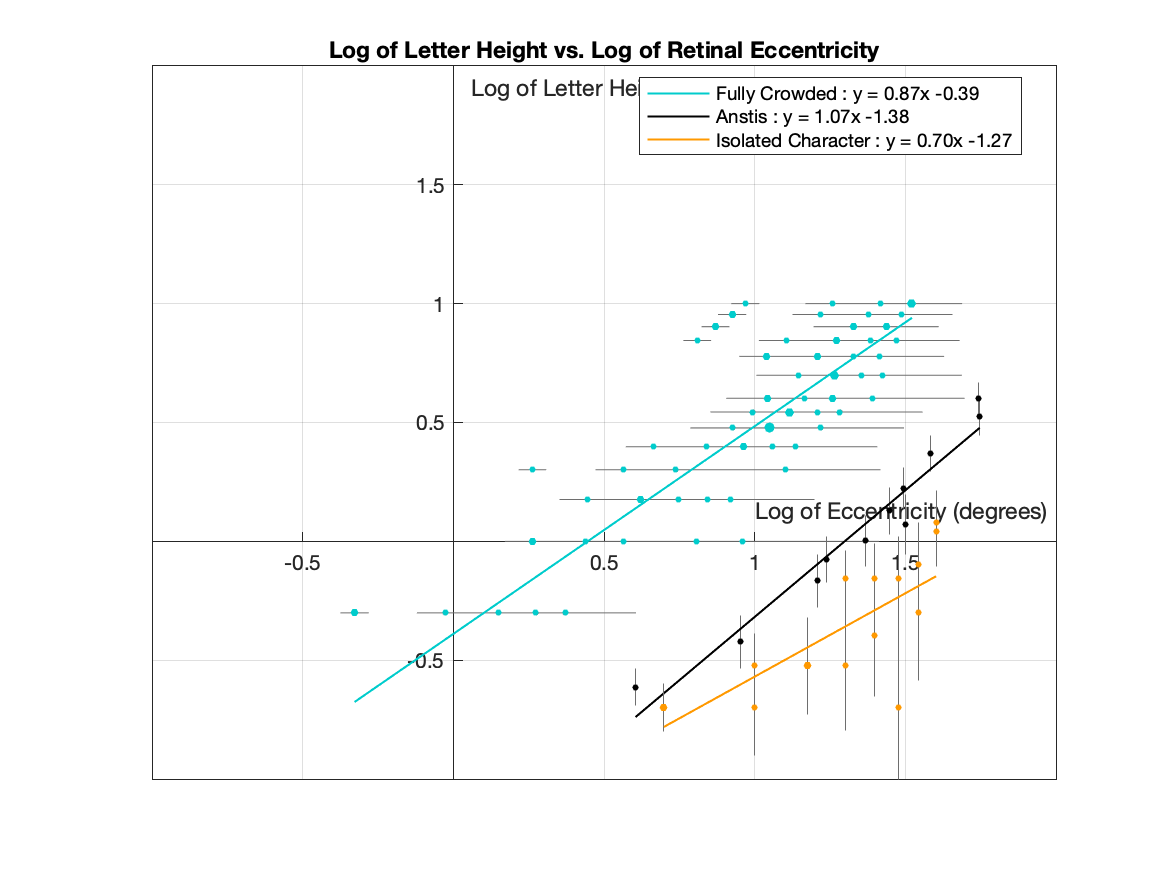 Log of Letter Height vs. Log of Retinal Eccentricity
Log of Letter Hei
Fully Crowded : y = 0.87x -0.39
Anstis : y = 1.07x -1.38
Isolated Character : y = 0.70x -1.27
1.5
1
0.5
Log of Eccentricity (degrees)
-0.5
0.5
1
1.5
-0.5